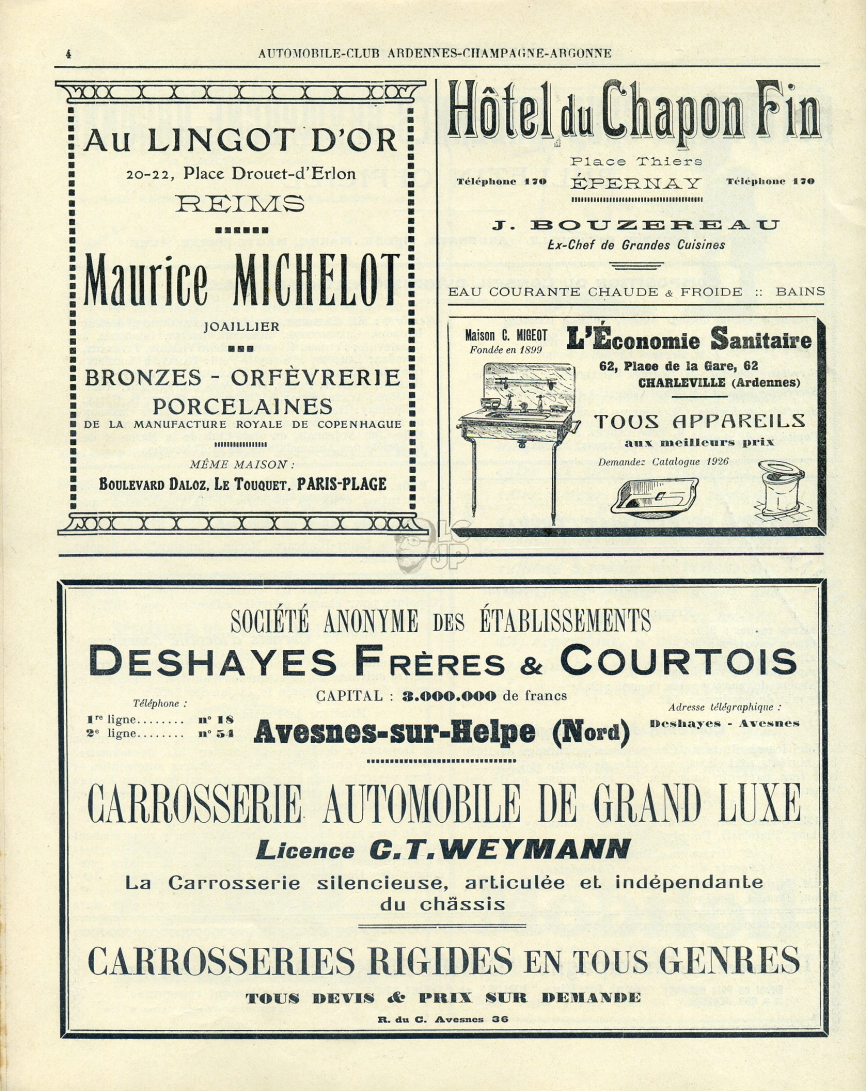 4
AUTOMOBILE-CLUB ARDENNES-CHAMPAGNE-ARGONNE
AU LINGOT D'OR
20-22, Place Drouet-d'Erlon
REIMS
Maurice MICHELOT
JOAILLIER
BRONZES - ORFÈVRERIE
PORCELAINES
DE LA MANUFACTURE ROYALE DE COPENHAGUE
MÊME MAISON :
BOULEVARD DALOZ, LE TOUQUET, PARIS-PLAGE
Hôtel du Chapon Fin
Place Thiers
Téléphone 170 ÉPERNAY Téléphone 170
J. BOUZEREAU
Ex-Chef de Grandes Cuisines
EAU COURANTE CHAUDE & FROIDE :: BAINS
Maison C. MIGEOT
Fondée en 1899
L'Économie Sanitaire
62, Place de la Gare, 62
CHARLEVILLE (Ardennes)
TOUS APPAREILS
aux meilleurs prix
Demandez Catalogue 1926
LC
JP
SOCIÉTÉ ANONYME DES ÉTABLISSEMENTS
DESHAYES FRÈRES & COURTOIS
CAPITAL : 3.000.000 de francs
Téléphone :
1re ligne........ n° 18
2e ligne........ n° 54
Avesnes-sur-Helpe (Nord)
Adresse télégraphique :
Deshayes - Avesnes
CARROSSERIE AUTOMOBILE DE GRAND LUXE
Licence C.T.WEYMANN
La Carrosserie silencieuse, articulée et indépendante
du châssis
CARROSSERIES RIGIDES EN TOUS GENRES
TOUS DEVIS & PRIX SUR DEMANDE
R. du C. Avesnes 36